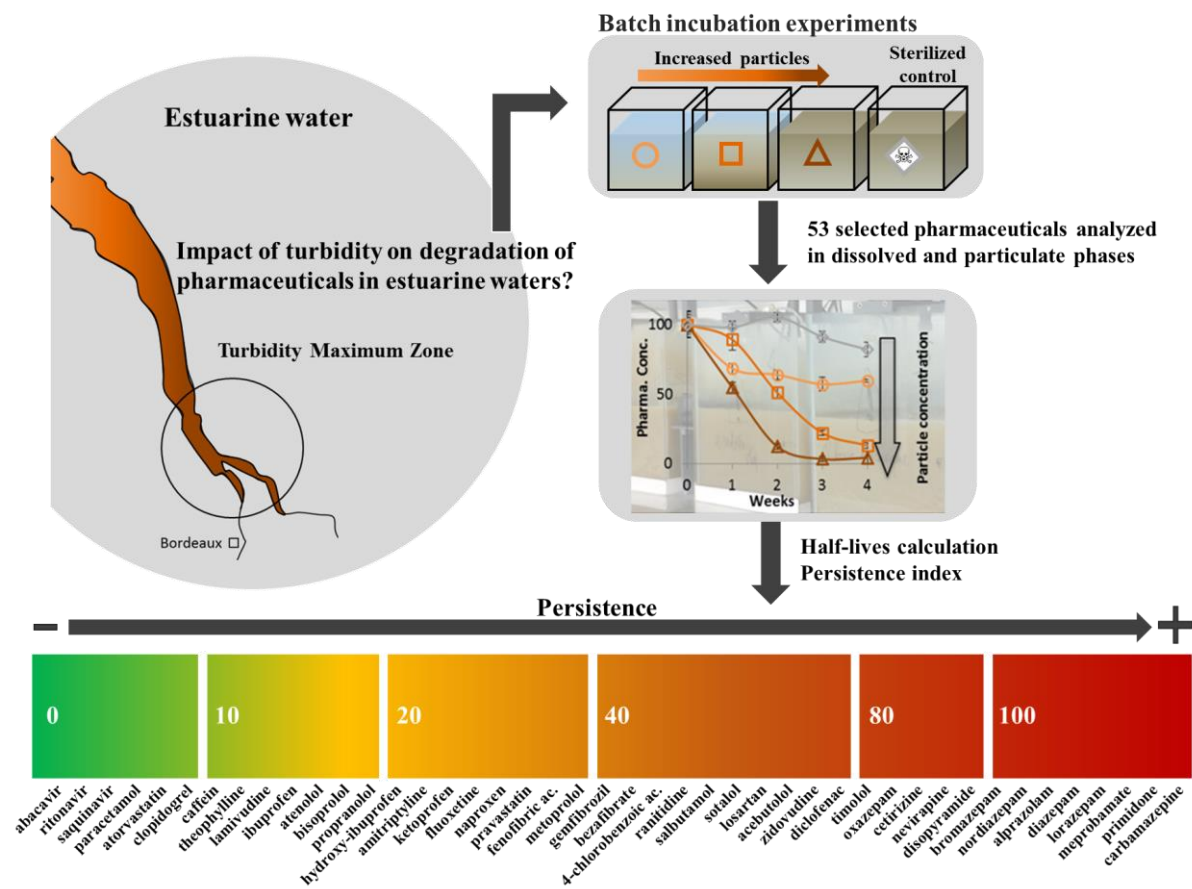 Batch incubation experiments
Increased particles
Sterilized
control
Estuarine water
Impact of turbidity on degradation of
pharmaceuticals in estuarine waters?
Turbidity Maximum Zone
Bordeaux
53 selected pharmaceuticals analyzed
in dissolved and particulate phases
Pharma. Conc.
100
50
0
0 1 2 3 4
Weeks
Particle concentration
Half-lives calculation
Persistence index
Persistence
− +
0 10 20 40 80 100
abacavir
ritonavir
saquinavir
paracetamol
atorvastatin
clopidogrel
caffein
theophylline
lamivudine
ibuprofen
atenolol
bisoprolol
propranolol
hydroxy-ibuprofen
amitriptyline
ketoprofen
fluoxetine
naproxen
pravastatin
fenofibric ac.
metoprolol
gemfibrozil
bezafibrate
4-chlorobenzoic ac.
ranitidine
salbutamol
sotalol
losartan
acebutolol
zidovudine
diclofenac
timolol
oxazepam
cetirizine
nevirapine
disopyramide
bromazepam
nordiazepam
alprazolam
diazepam
lorazepam
meprobamate
primidone
carbamazepine